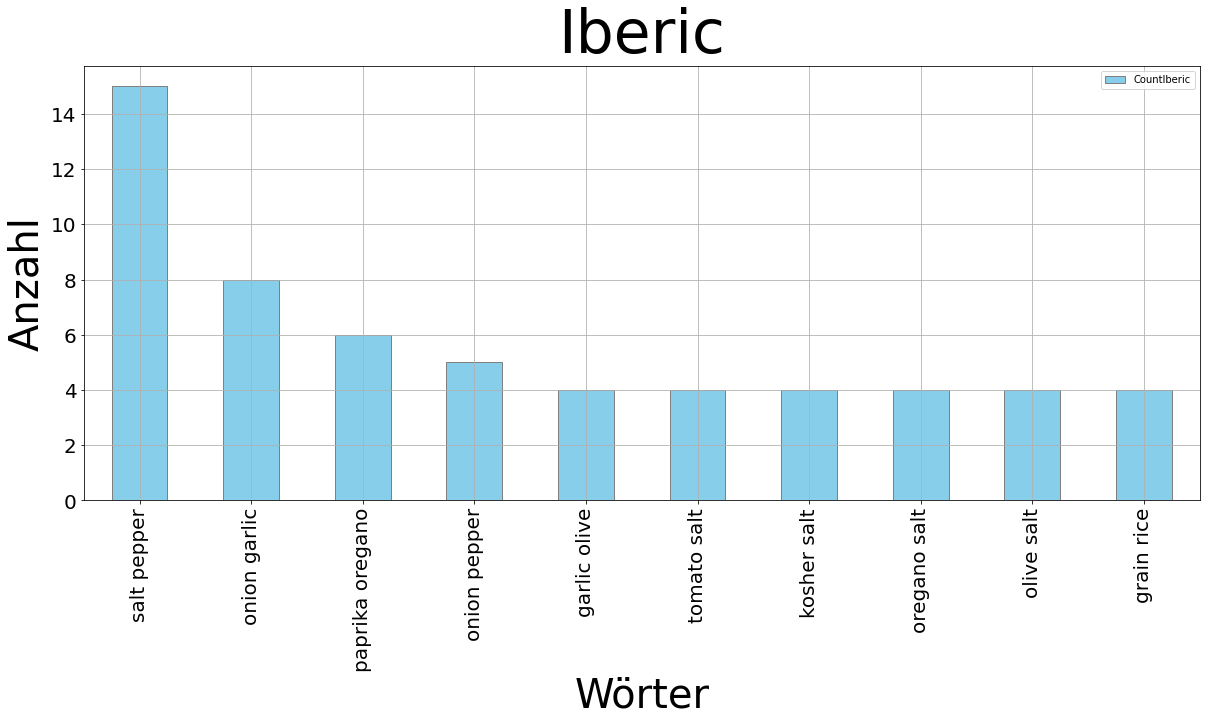 Iberic
CountIberic
Anzahl
14
12
10
8
6
4
2
0
salt pepper
onion garlic
paprika oregano
onion pepper
garlic olive
tomato salt
kosher salt
oregano salt
olive salt
grain rice
Wörter